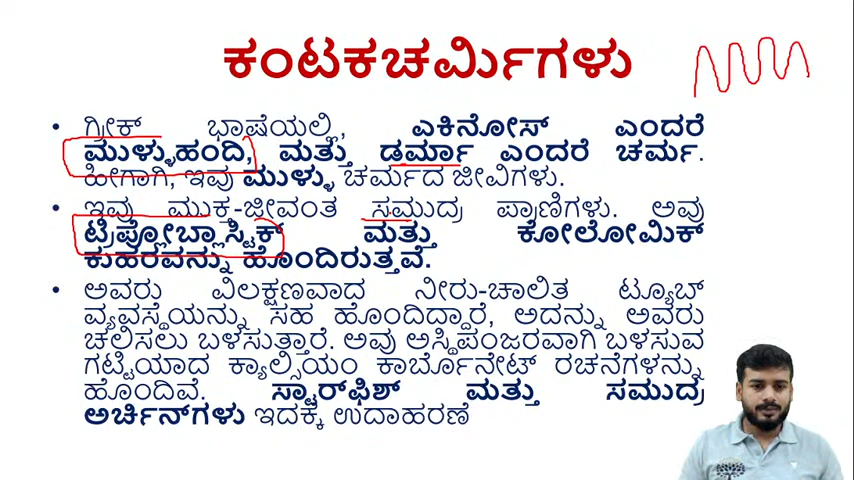 ಕಂಟಕಚರ್ಮಿಗಳು
• ಗ್ರೀಕ್ ಭಾಷೆಯಲ್ಲಿ, ಎಕಿನೋಸ್ ಎಂದರೆ
ಮುಳ್ಳುಹಂದಿ, ಮತ್ತು ಡರ್ಮಾ ಎಂದರೆ ಚರ್ಮ.
ಹೀಗಾಗಿ, ಇವು ಮುಳ್ಳು ಚರ್ಮದ ಜೀವಿಗಳು.
• ಇವು ಮುಕ್ತ-ಜೀವಂತ ಸಮುದ್ರ ಪ್ರಾಣಿಗಳು. ಅವು
ಟ್ರಿಪ್ಲೋಬ್ಲಾಸ್ಟಿಕ್ ಮತ್ತು ಕೋಲೋಮಿಕ್
ಕುಹರವನ್ನು ಹೊಂದಿರುತ್ತವೆ.
• ಅವರು ವಿಲಕ್ಷಣವಾದ ನೀರು-ಚಾಲಿತ ಟ್ಯೂಬ್
ವ್ಯವಸ್ಥೆಯನ್ನು ಸಹ ಹೊಂದಿದ್ದಾರೆ, ಅದನ್ನು ಅವರು
ಚಲಿಸಲು ಬಳಸುತ್ತಾರೆ. ಅವು ಅಸ್ಥಿಪಂಜರವಾಗಿ ಬಳಸುವ
ಗಟ್ಟಿಯಾದ ಕ್ಯಾಲ್ಸಿಯಂ ಕಾರ್ಬೋನೇಟ್ ರಚನೆಗಳನ್ನು
ಹೊಂದಿವೆ. ಸ್ಟಾರ್‌ಫಿಶ್ ಮತ್ತು ಸಮುದ್ರ
ಅರ್ಚಿನ್‌ಗಳು ಇದಕ್ಕೆ ಉದಾಹರಣೆ